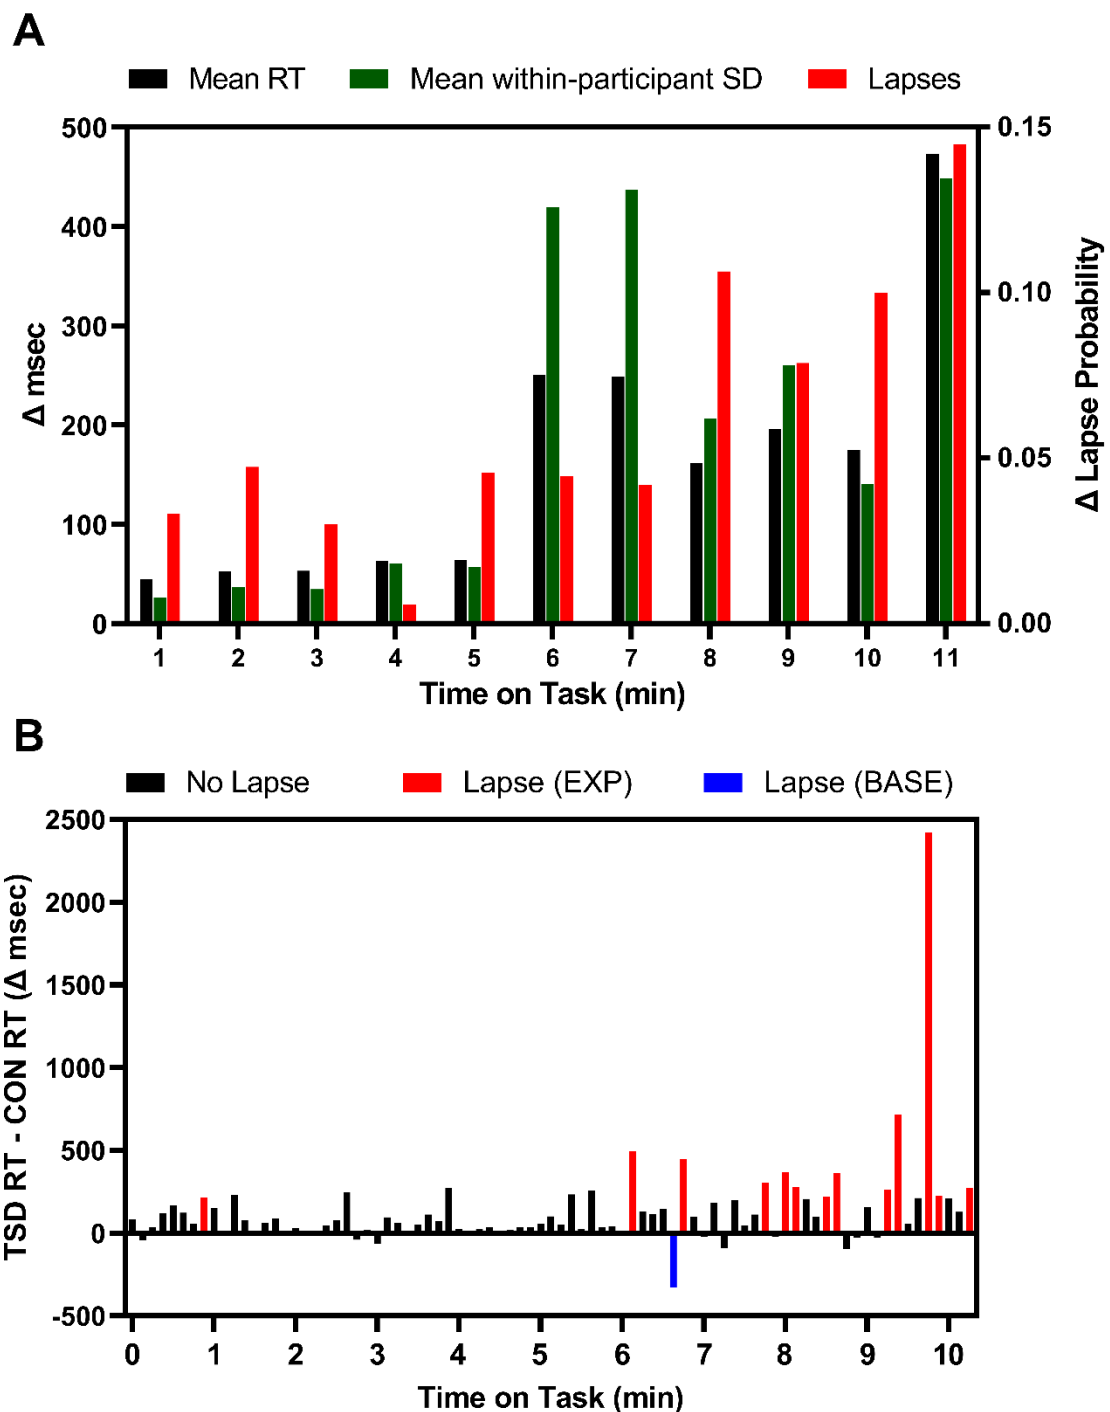 A
Mean RT Mean within-participant SD Lapses
500 0.15
400
0.10
300
200
0.05
100
0 0.00
Δ msec
Δ Lapse Probability
1 2 3 4 5 6 7 8 9 10 11
Time on Task (min)
B
No Lapse Lapse (EXP) Lapse (BASE)
2500
2000
1500
1000
500
0
-500
TSD RT - CON RT (Δ msec)
0 1 2 3 4 5 6 7 8 9 10
Time on Task (min)